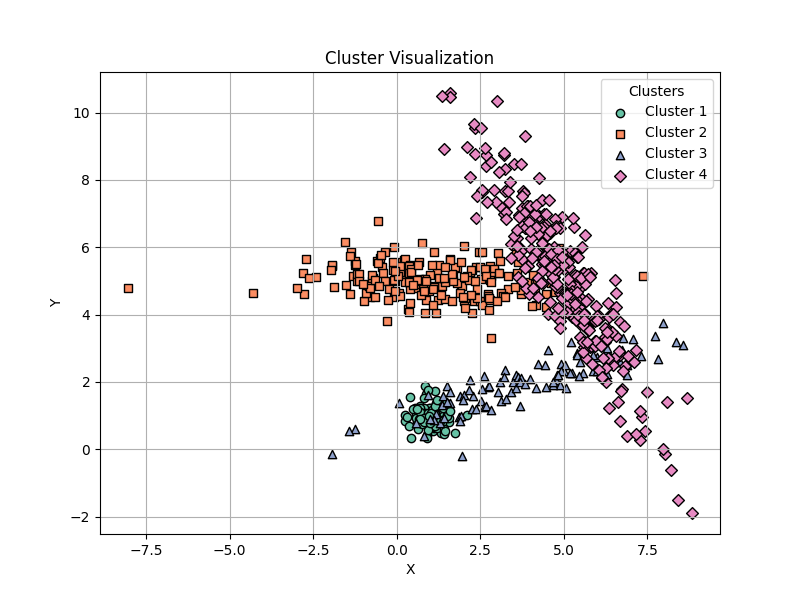 Cluster Visualization
Clusters
Cluster 1
Cluster 2
Cluster 3
Cluster 4
Y
10
8
6
4
2
0
−2
−7.5 −5.0 −2.5 0.0 2.5 5.0 7.5
X